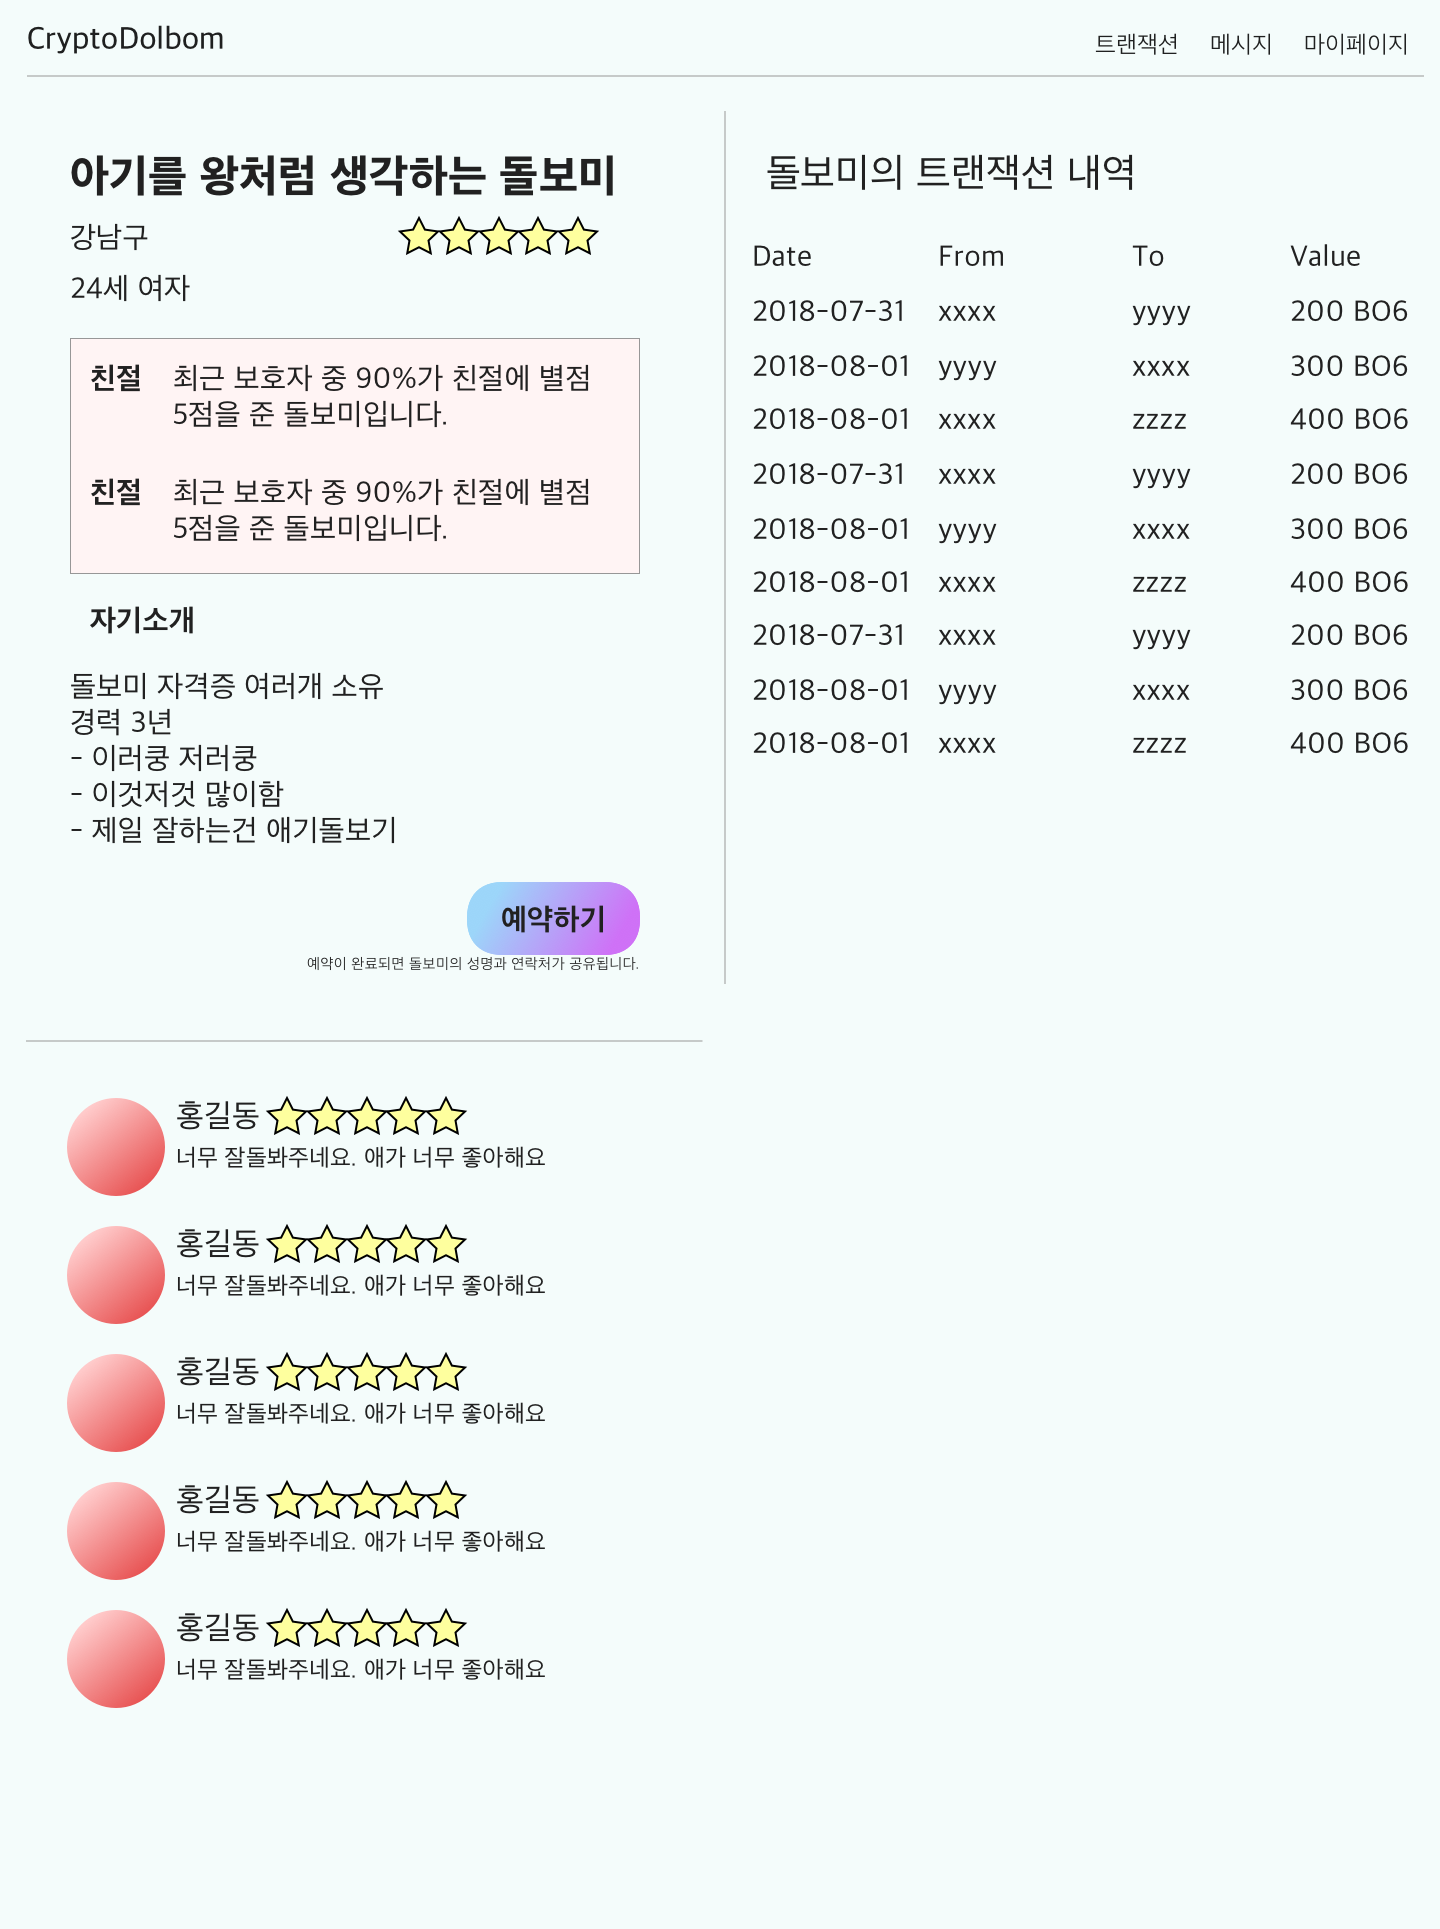 CryptoDolbom
트랜잭션 메시지 마이페이지
아기를 왕처럼 생각하는 돌보미
강남구
24세 여자
친절 최근 보호자 중 90%가 친절에 별점
5점을 준 돌보미입니다.
친절 최근 보호자 중 90%가 친절에 별점
5점을 준 돌보미입니다.
자기소개
돌보미 자격증 여러개 소유
경력 3년
- 이러쿵 저러쿵
- 이것저것 많이함
- 제일 잘하는건 애기돌보기
예약하기
예약이 완료되면 돌보미의 성명과 연락처가 공유됩니다.
돌보미의 트랜잭션 내역
Date From To Value
2018-07-31 xxxx yyyy 200 BO6
2018-08-01 yyyy xxxx 300 BO6
2018-08-01 xxxx zzzz 400 BO6
2018-07-31 xxxx yyyy 200 BO6
2018-08-01 yyyy xxxx 300 BO6
2018-08-01 xxxx zzzz 400 BO6
2018-07-31 xxxx yyyy 200 BO6
2018-08-01 yyyy xxxx 300 BO6
2018-08-01 xxxx zzzz 400 BO6
홍길동
너무 잘돌봐주네요. 애가 너무 좋아해요
홍길동
너무 잘돌봐주네요. 애가 너무 좋아해요
홍길동
너무 잘돌봐주네요. 애가 너무 좋아해요
홍길동
너무 잘돌봐주네요. 애가 너무 좋아해요
홍길동
너무 잘돌봐주네요. 애가 너무 좋아해요